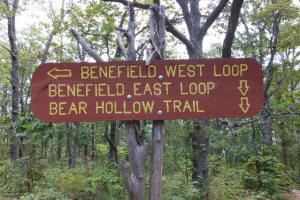 BENEFIELD WEST LOOP
BENEFIELD EAST LOOP
BEAR HOLLOW TRAIL